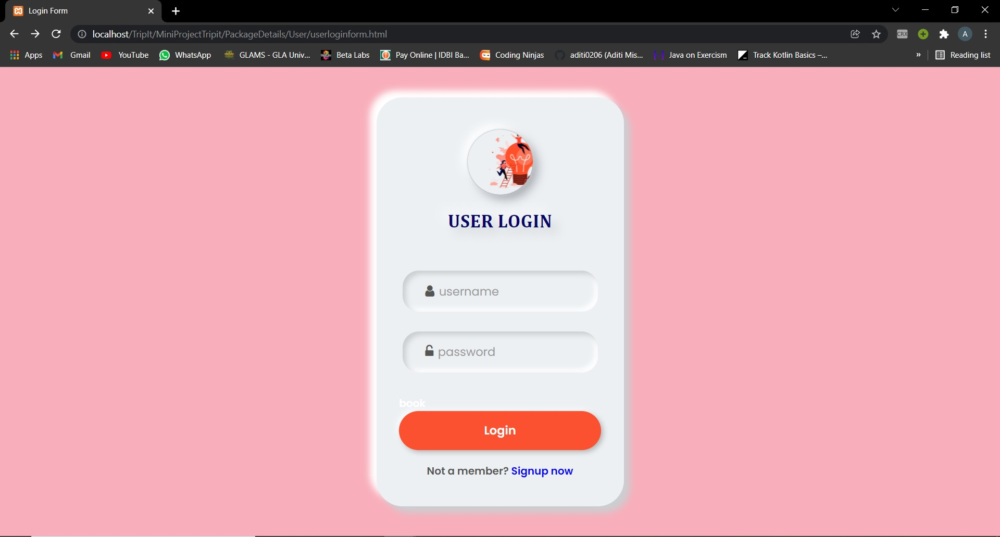 Login Form
localhost/TripIt/MiniProjectTripit/PackageDetails/User/userloginform.html
CRX
A
Apps Gmail YouTube WhatsApp GLAMS - GLA Univ... Beta Labs Pay Online | IDBI Ba... Coding Ninjas aditi0206 (Aditi Mis... Java on Exercism Track Kotlin Basics –... » Reading list
USER LOGIN
username
password
book
Login
Not a member? Signup now